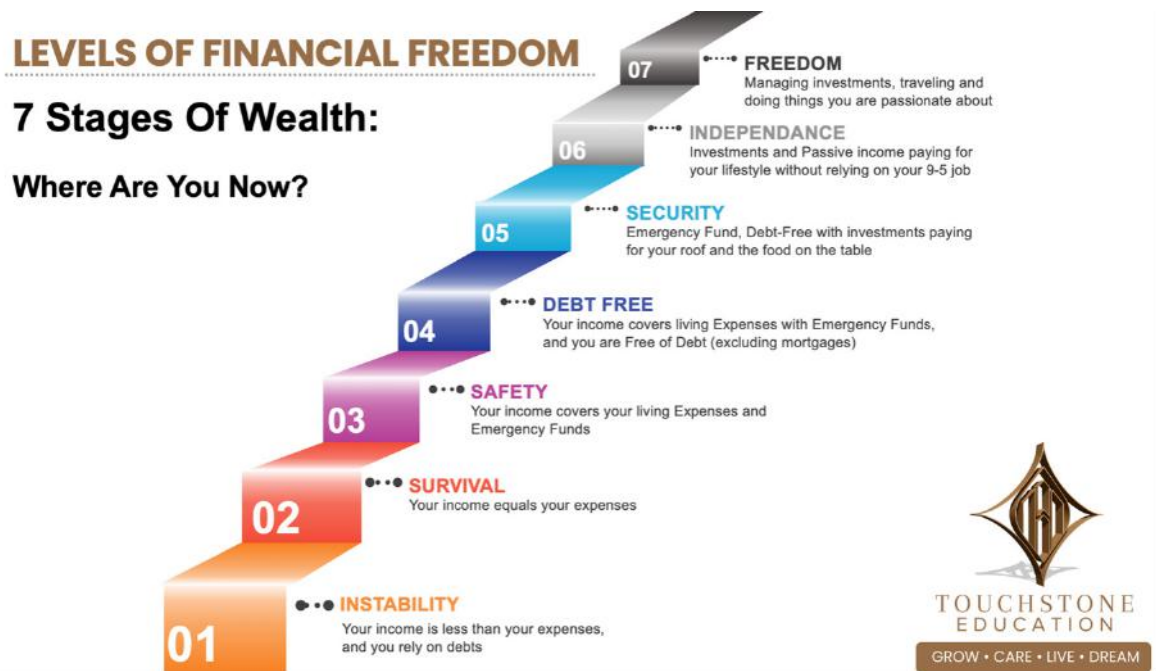 LEVELS OF FINANCIAL FREEDOM
7 Stages Of Wealth:
Where Are You Now?
07
FREEDOM
Managing investments, traveling and
doing things you are passionate about
06
INDEPENDANCE
Investments and Passive income paying for
your lifestyle without relying on your 9-5 job
05
SECURITY
Emergency Fund, Debt-Free with investments paying
for your roof and the food on the table
04
DEBT FREE
Your income covers living Expenses with Emergency Funds,
and you are Free of Debt (excluding mortgages)
03
SAFETY
Your income covers your living Expenses and
Emergency Funds
02
SURVIVAL
Your income equals your expenses
01
INSTABILITY
Your income is less than your expenses,
and you rely on debts
TOUCHSTONE
EDUCATION
GROW • CARE • LIVE • DREAM